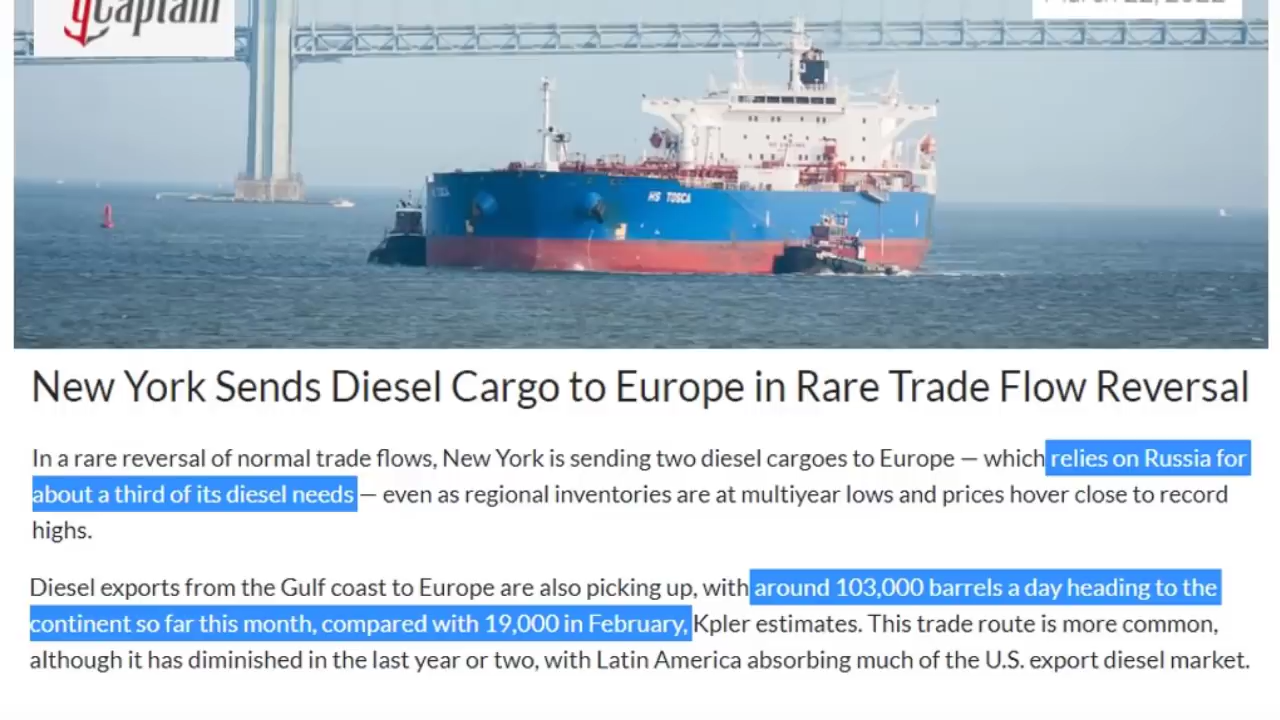 gCaptain
March 22, 2022
HS TOSCA
New York Sends Diesel Cargo to Europe in Rare Trade Flow Reversal
In a rare reversal of normal trade flows, New York is sending two diesel cargoes to Europe — which relies on Russia for
about a third of its diesel needs — even as regional inventories are at multiyear lows and prices hover close to record
highs.
Diesel exports from the Gulf coast to Europe are also picking up, with around 103,000 barrels a day heading to the
continent so far this month, compared with 19,000 in February, Kpler estimates. This trade route is more common,
although it has diminished in the last year or two, with Latin America absorbing much of the U.S. export diesel market.